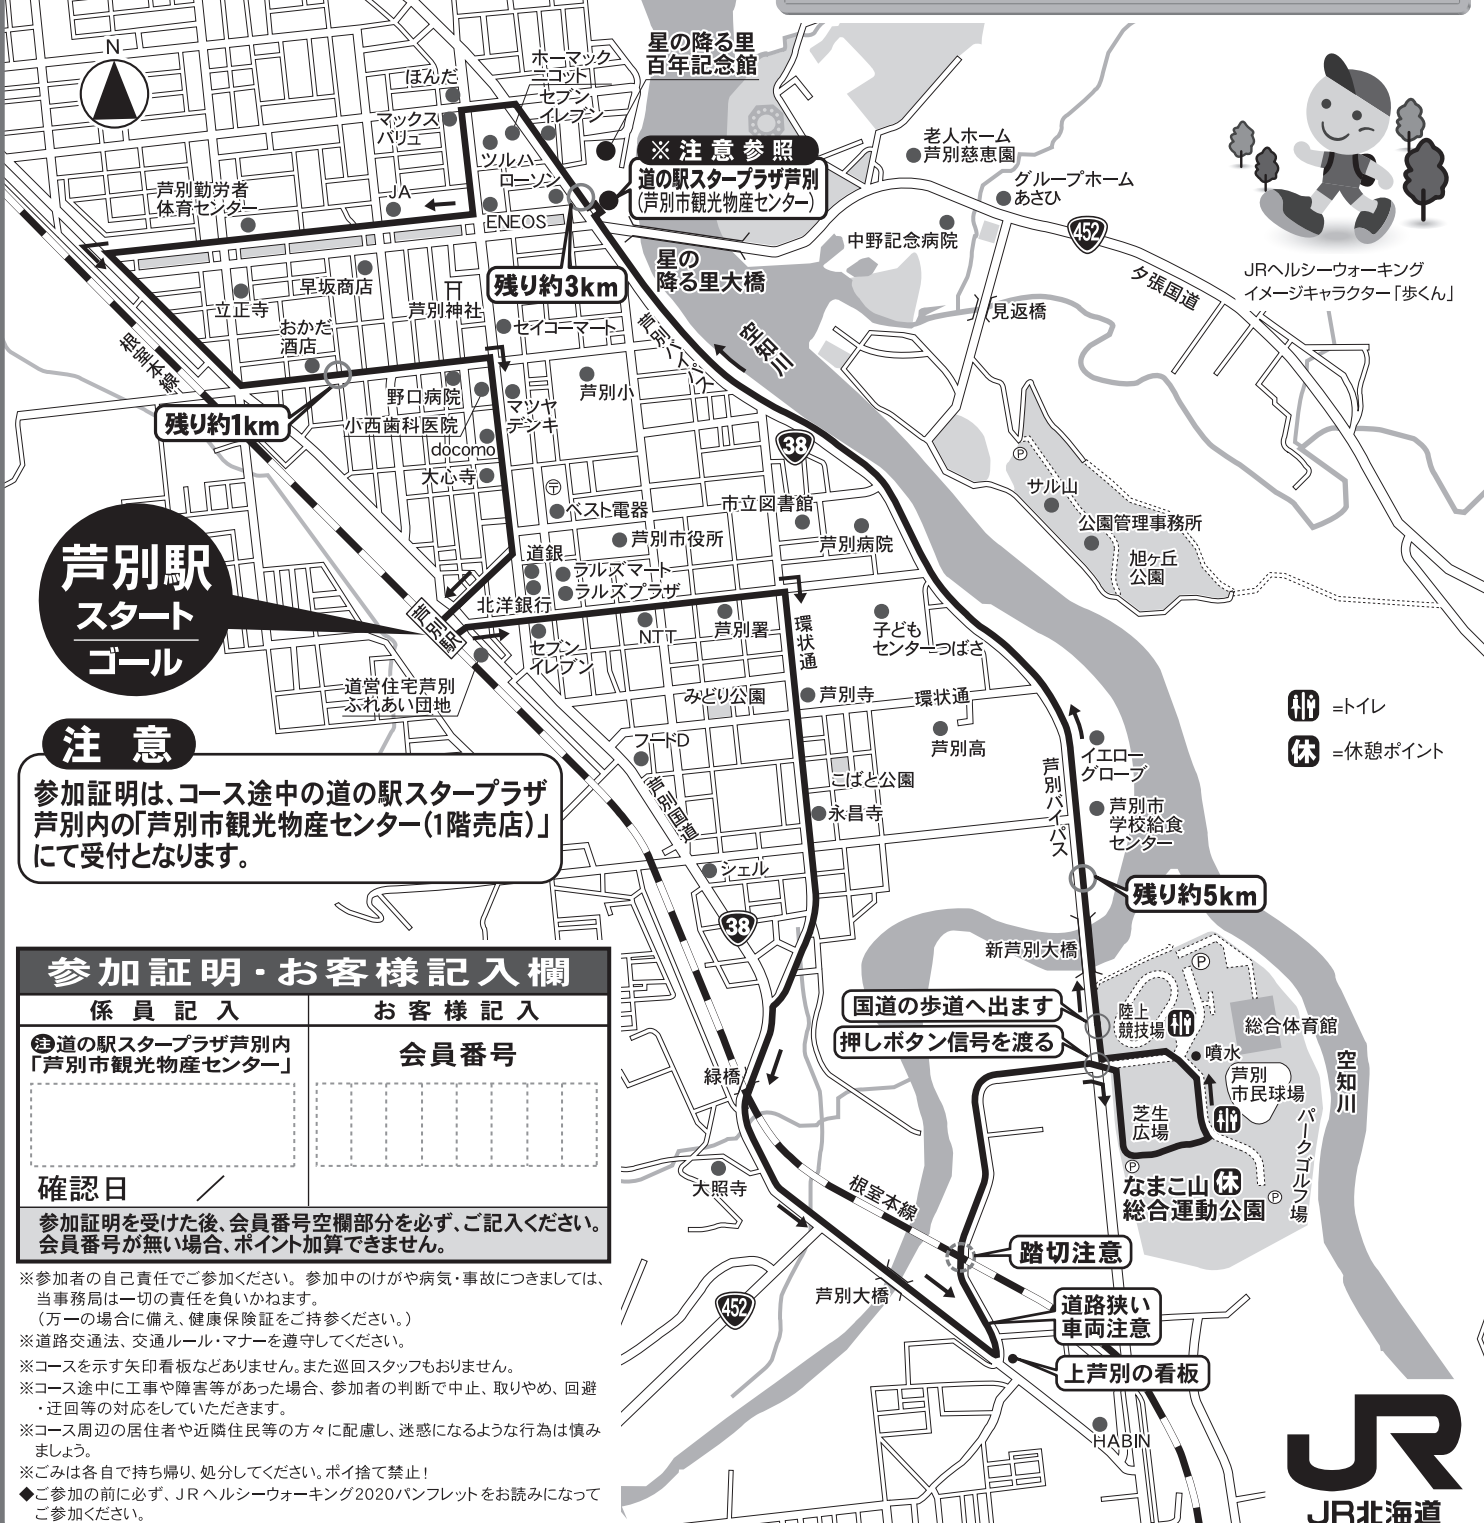 N
星の降る里
百年記念館
ホーマック
ニコット
セブン
イレブン
ほんだ
マックス
バリュ
ツルハ
ローソン
※注意参照
道の駅スタープラザ芦別
(芦別市観光物産センター)
老人ホーム
芦別慈恵園
グループホーム
あさひ
芦別勤労者
体育センター
JA
ENEOS
中野記念病院
452
夕張国道
JRヘルシーウォーキング
イメージキャラクター「歩くん」
残り約3km
星の
降る里大橋
早坂商店
立正寺
芦別神社
おかだ
酒店
セイコーマート
芦別バイパス
空知川
見返橋
根室本線
残り約1km
野口病院
小西歯科医院
マツヤ
デンキ
芦別小
docomo
大心寺
38
P
サル山
公園管理事務所
旭ヶ丘
公園
〒
ベスト電器
市立図書館
芦別市役所
芦別病院
芦別駅
スタート
ゴール
道銀
ラルズマート
ラルズプラザ
北洋銀行
芦別駅
セブン
イレブン
NTT
芦別署
環状通
子ども
センターつばさ
道営住宅芦別
ふれあい団地
みどり公園
芦別寺
環状通
芦別高
=トイレ
休
=休憩ポイント
フードD
芦別国道
こばと公園
永昌寺
イエロー
グローブ
芦別バイパス
芦別市
学校給食
センター
注意
参加証明は、コース途中の道の駅スタープラザ
芦別内の「芦別市観光物産センター(1階売店)」
にて受付となります。
シェル
38
残り約5km
新芦別大橋
P
国道の歩道へ出ます
押しボタン信号を渡る
陸上
競技場
総合体育館
噴水
芦別
市民球場
空知川
緑橋
芝生
広場
パークゴルフ場
P
なまこ山 休
総合運動公園
P
大照寺
根室本線
踏切注意
芦別大橋
452
道路狭い
車両注意
上芦別の看板
HABIN
参加証明・お客様記入欄
係員記入
お客様記入
注道の駅スタープラザ芦別内
「芦別市観光物産センター」
会員番号
確認日 ／
参加証明を受けた後、会員番号空欄部分を必ず、ご記入ください。
会員番号が無い場合、ポイント加算できません。
※参加者の自己責任でご参加ください。参加中のけがや病気・事故につきましては、
当事務局は一切の責任を負いかねます。
(万一の場合に備え、健康保険証をご持参ください。)
※道路交通法、交通ルール・マナーを遵守してください。
※コースを示す矢印看板などありません。また巡回スタッフもおりません。
※コース途中に工事や障害等があった場合、参加者の判断で中止、取りやめ、回避
・迂回等の対応をしていただきます。
※コース周辺の居住者や近隣住民等の方々に配慮し、迷惑になるような行為は慎み
ましょう。
※ごみは各自で持ち帰り、処分してください。ポイ捨て禁止!
◆ご参加の前に必ず、JRヘルシーウォーキング2020パンフレットをお読みになって
ご参加ください。
JR
JR北海道